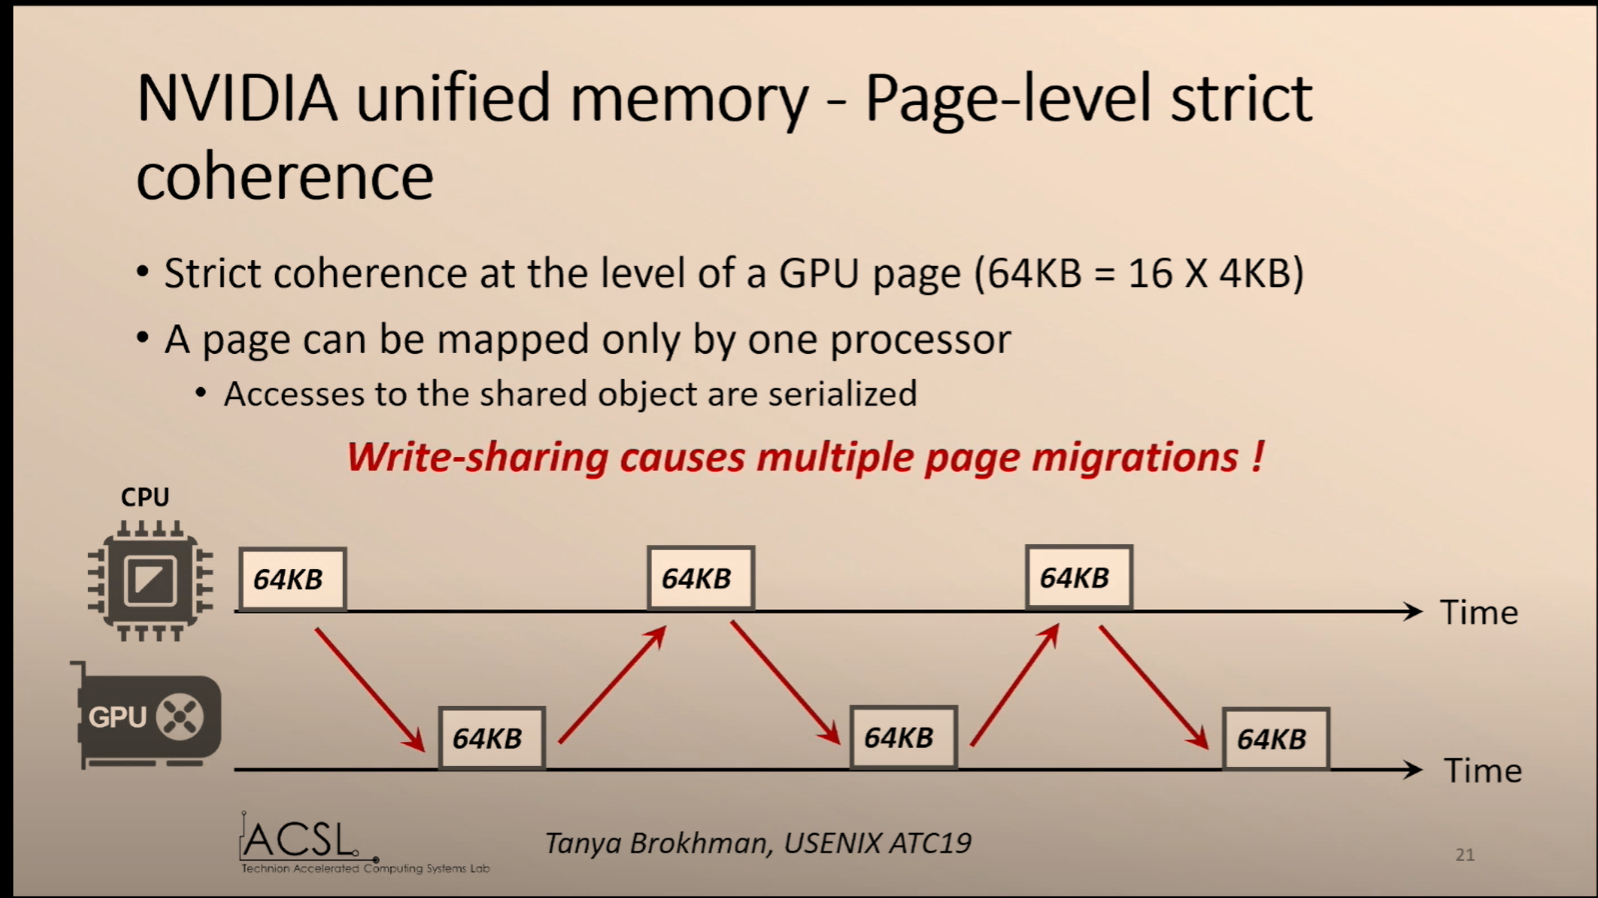 NVIDIA unified memory - Page-level strict
coherence
• Strict coherence at the level of a GPU page (64KB = 16 X 4KB)
• A page can be mapped only by one processor
• Accesses to the shared object are serialized
Write-sharing causes multiple page migrations !
CPU
64KB
64KB
64KB
Time
GPU
64KB
64KB
64KB
Time
ACSL
Technion Accelerated Computing Systems Lab
Tanya Brokhman, USENIX ATC19
21